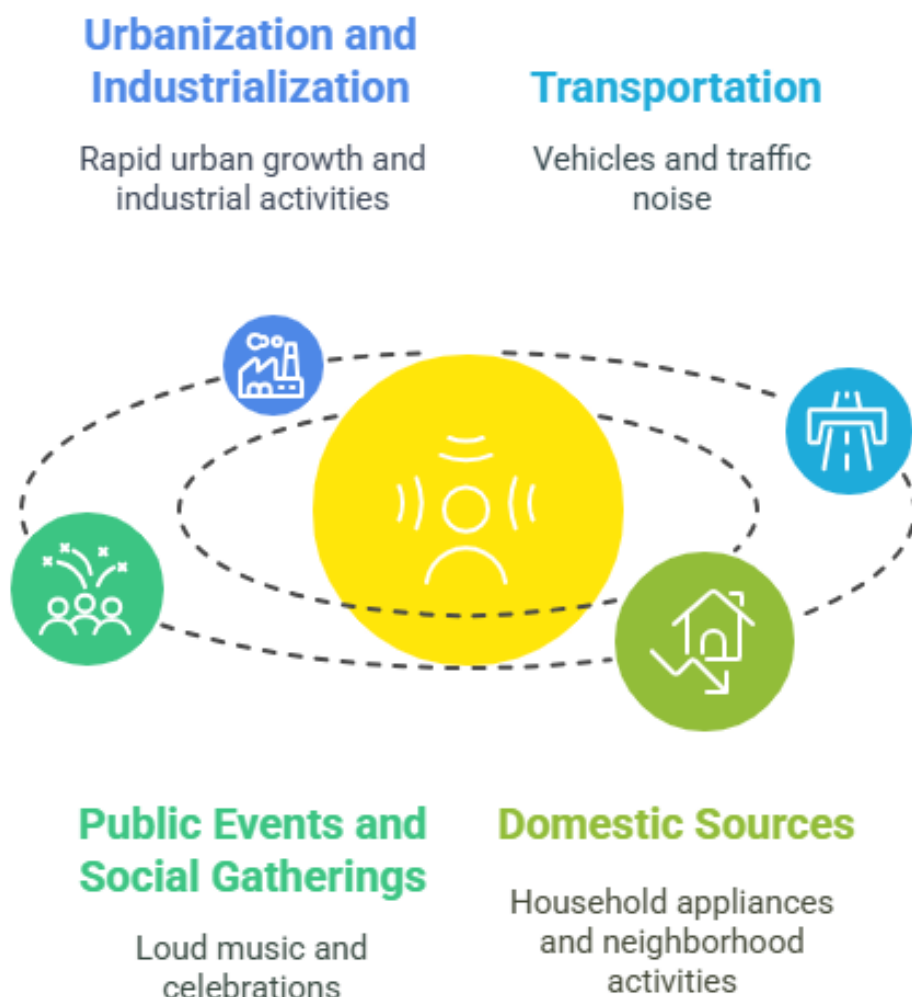 Urbanization and
Industrialization
Rapid urban growth and
industrial activities
Transportation
Vehicles and traffic
noise
Public Events and
Social Gatherings
Loud music and
celebrations
Domestic Sources
Household appliances
and neighborhood
activities